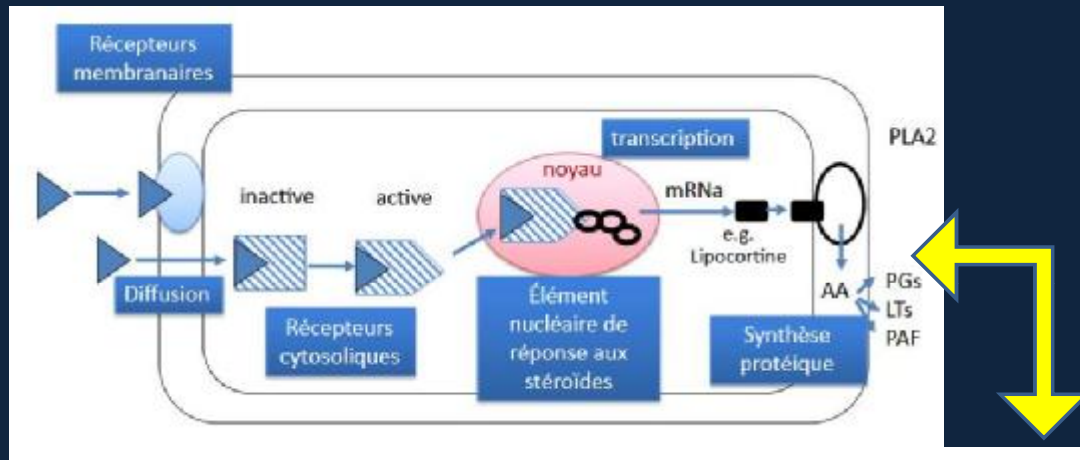 Récepteurs
membranaires
transcription
PLA2
noyau
mRNa
inactive
active
e.g.
Lipocortine
Diffusion
Récepteurs
cytosoliques
Élément
nucléaire de
réponse aux
stéroïdes
AA
PGs
LTs
PAF
Synthèse
protéique